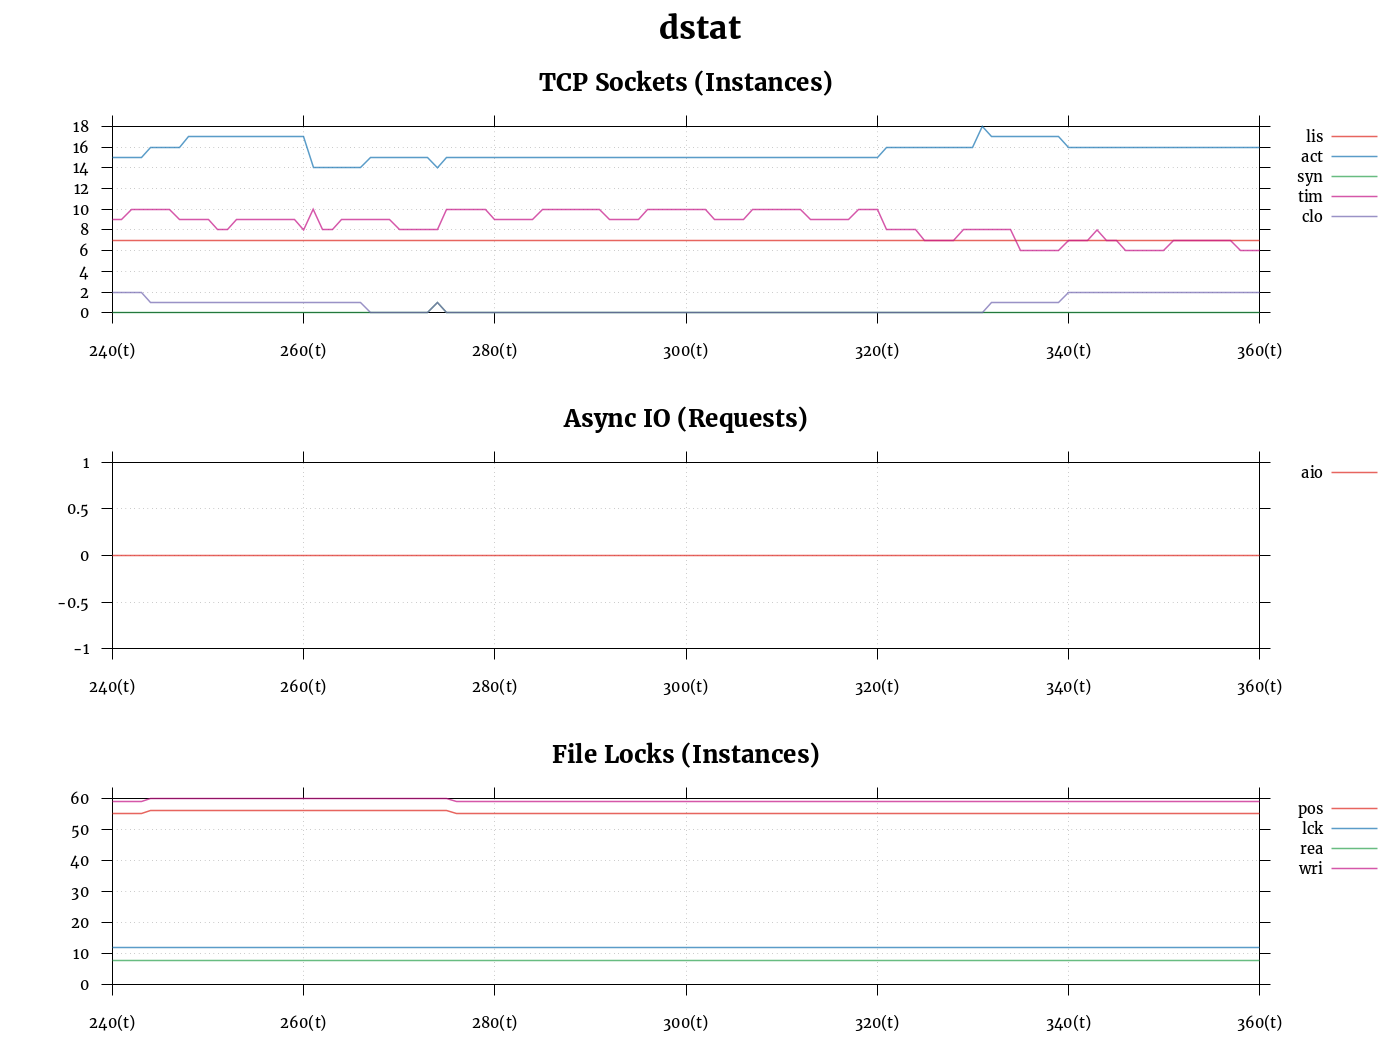 dstat
TCP Sockets (Instances)
18
16
14
12
10
8
6
4
2
0
240(t) 260(t) 280(t) 300(t) 320(t) 340(t) 360(t)
lis
act
syn
tim
clo
Async IO (Requests)
1
0.5
0
-0.5
-1
240(t) 260(t) 280(t) 300(t) 320(t) 340(t) 360(t)
aio
File Locks (Instances)
60
50
40
30
20
10
0
240(t) 260(t) 280(t) 300(t) 320(t) 340(t) 360(t)
pos
lck
rea
wri